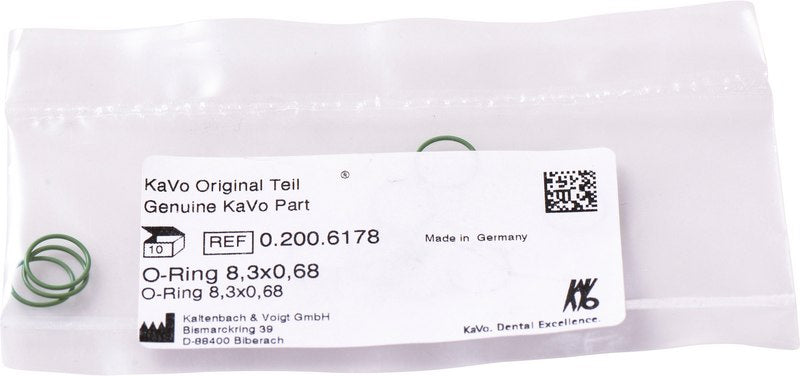 KaVo Original Teil ®
Genuine KaVo Part
10 REF 0.200.6178 Made in Germany
O-Ring 8,3x0,68
O-Ring 8,3x0,68
KaVo
Kaltenbach & Voigt GmbH
Bismarckring 39
D-88400 Biberach
KaVo. Dental Excellence.